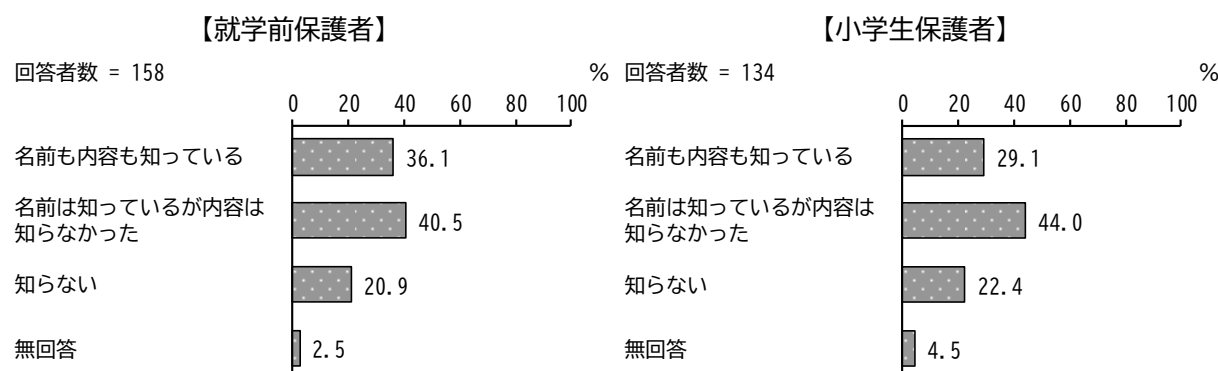 【就学前保護者】
回答者数 = 158
%
0 20 40 60 80 100
名前も内容も知っている 36.1
名前は知っているが内容は
知らなかった 40.5
知らない 20.9
無回答 2.5
【小学生保護者】
回答者数 = 134
%
0 20 40 60 80 100
名前も内容も知っている 29.1
名前は知っているが内容は
知らなかった 44.0
知らない 22.4
無回答 4.5